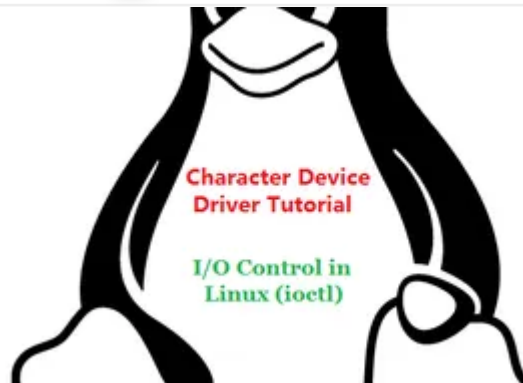 Character Device
Driver Tutorial
I/O Control in
Linux (ioctl)